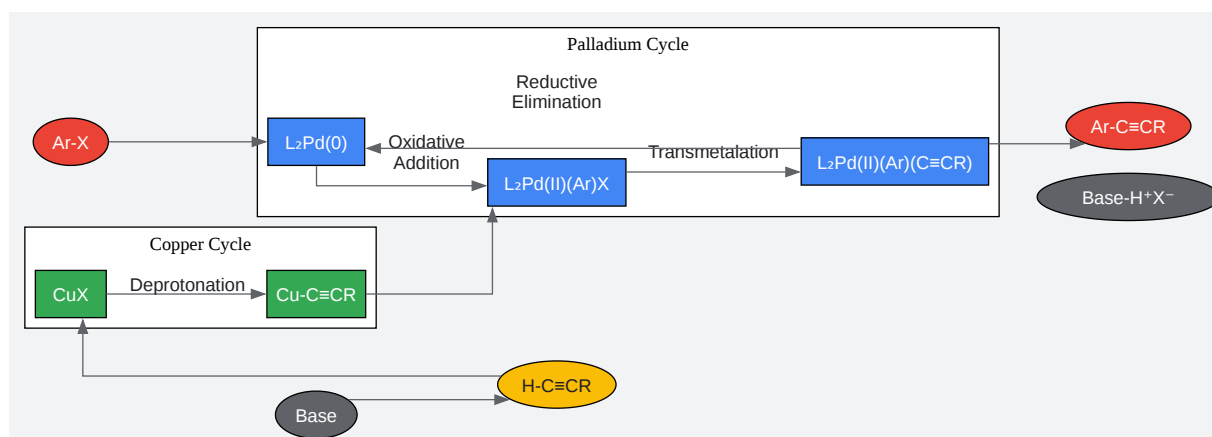 Palladium Cycle
Reductive
Elimination
Ar-X
L₂Pd(0)
Oxidative
Addition
L₂Pd(II)(Ar)X
Transmetalation
L₂Pd(II)(Ar)(C≡CR)
Ar-C≡CR
Base-H⁺X⁻
Copper Cycle
CuX
Deprotonation
Cu-C≡CR
H-C≡CR
Base